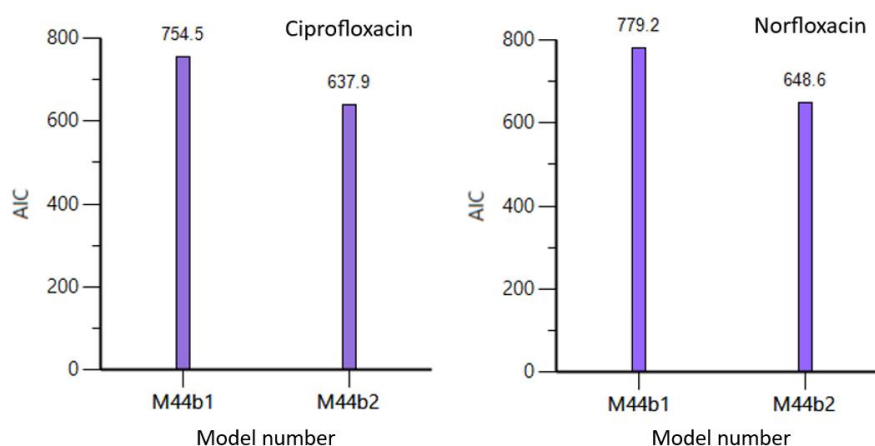 Ciprofloxacin
754.5
637.9
800
600
400
200
0
AIC
M44b1 M44b2
Model number
Norfloxacin
779.2
648.6
800
600
400
200
0
AIC
M44b1 M44b2
Model number